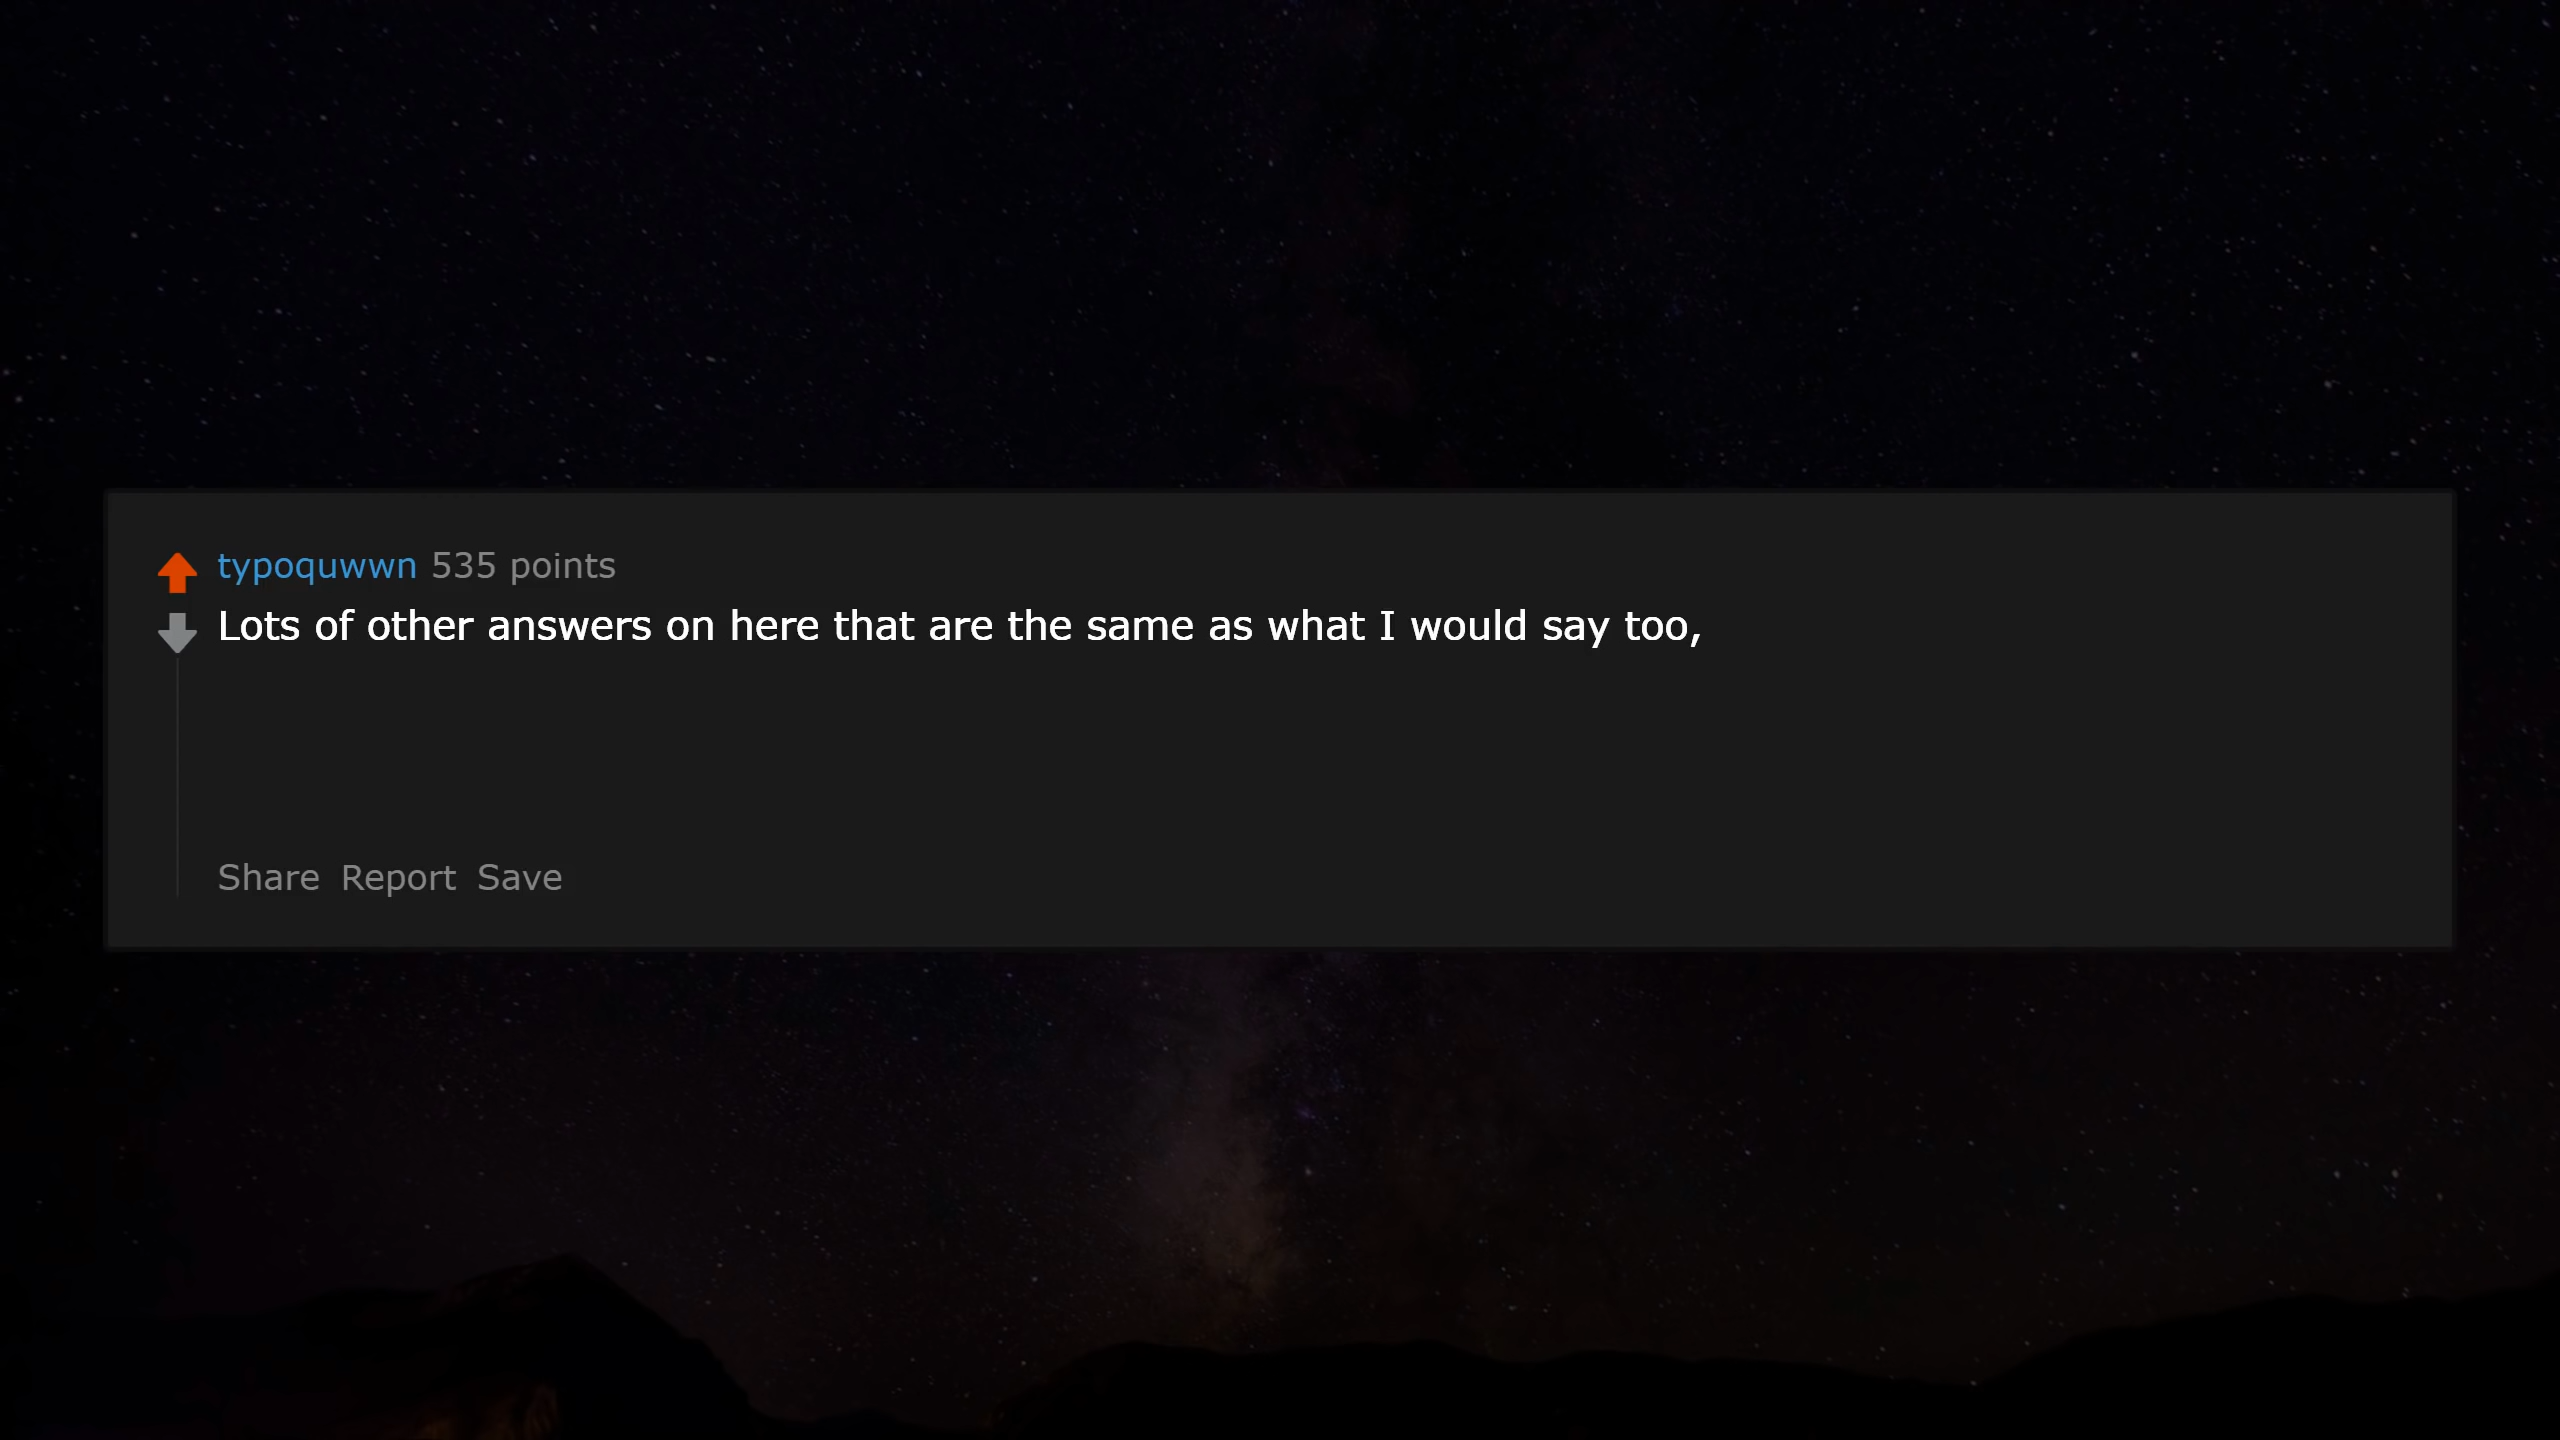 typoquwwn 535 points
Lots of other answers on here that are the same as what I would say too,
Share Report Save